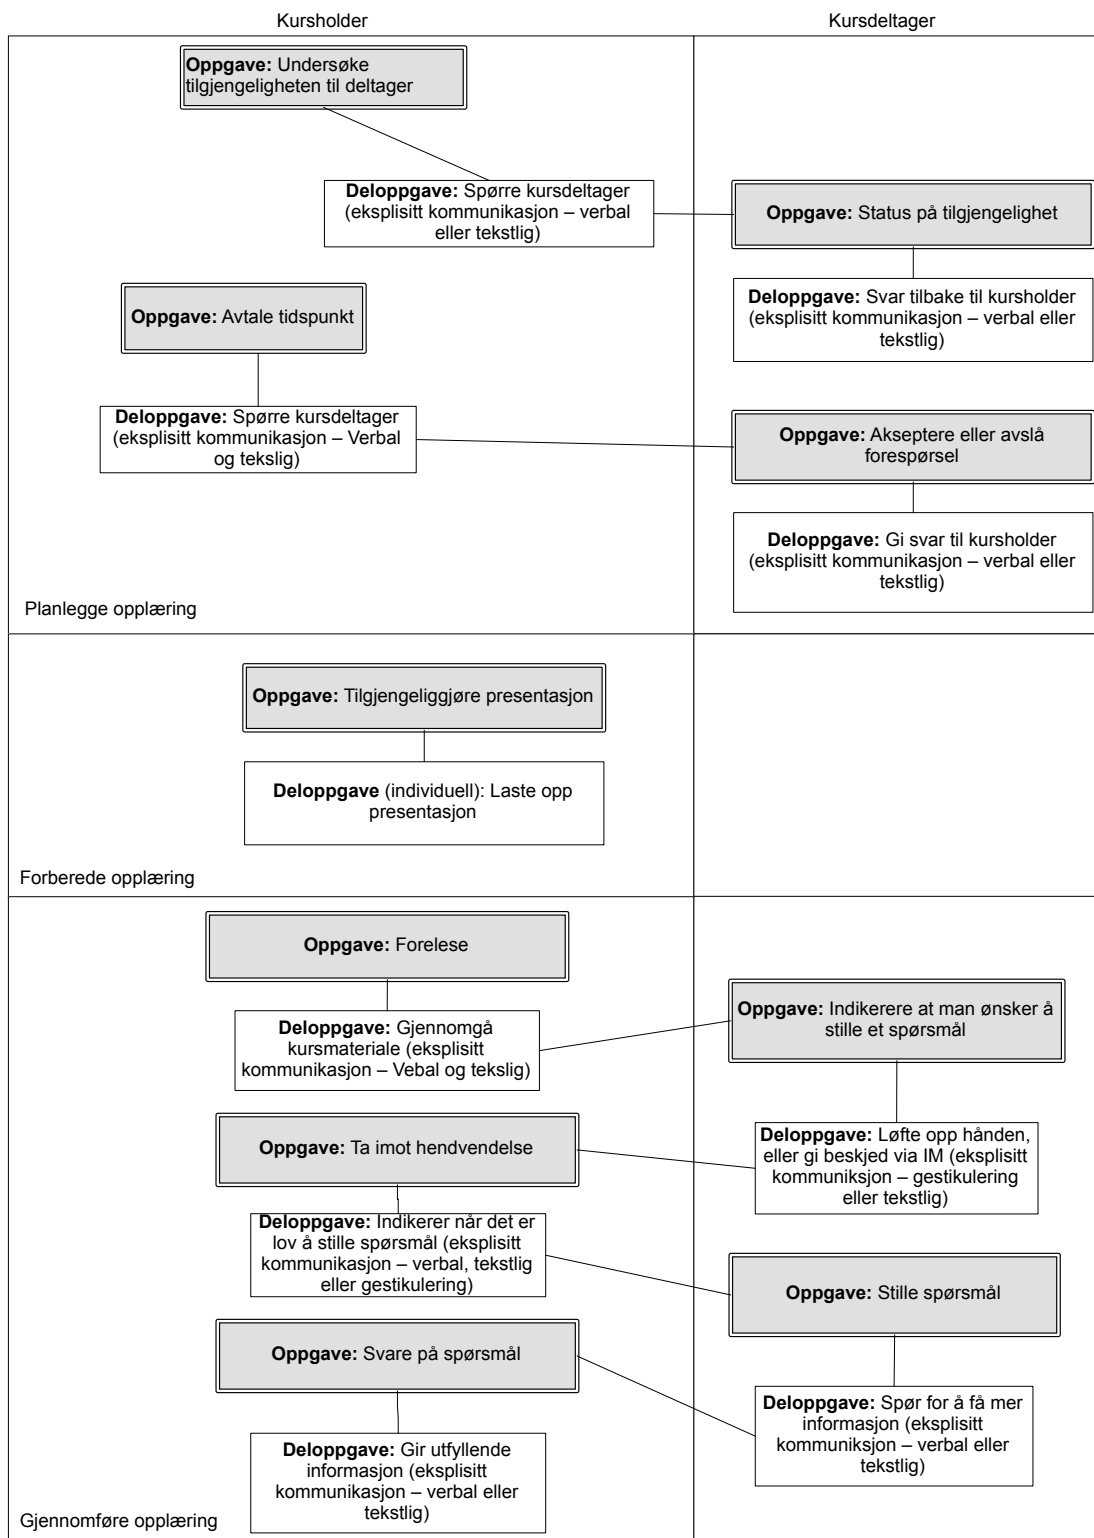 Kursholder
Kursdeltager
Oppgave: Undersøke
tilgjengeligheten til deltager
Deloppgave: Spørre kursdeltager
(eksplisitt kommunikasjon – verbal
eller tekstlig)
Oppgave: Status på tilgjengelighet
Deloppgave: Svar tilbake til kursholder
(eksplisitt kommunikasjon – verbal eller
tekstlig)
Oppgave: Avtale tidspunkt
Deloppgave: Spørre kursdeltager
(eksplisitt kommunikasjon – Verbal
og tekslig)
Oppgave: Akseptere eller avslå
forespørsel
Deloppgave: Gi svar til kursholder
(eksplisitt kommunikasjon – verbal eller
tekstlig)
Planlegge opplæring
Oppgave: Tilgjengeliggjøre presentasjon
Deloppgave (individuell): Laste opp
presentasjon
Forberede opplæring
Oppgave: Forelese
Deloppgave: Gjennomgå
kursmateriale (eksplisitt
kommunikasjon – Vebal og tekslig)
Oppgave: Indikerere at man ønsker å
stille et spørsmål
Deloppgave: Løfte opp hånden,
eller gi beskjed via IM (eksplisitt
kommuniksjon – gestikulering
eller tekstlig)
Oppgave: Ta imot hendvendelse
Deloppgave: Indikerer når det er
lov å stille spørsmål (eksplisitt
kommunikasjon – verbal, tekstlig
eller gestikulering)
Oppgave: Stille spørsmål
Deloppgave: Spør for å få mer
informasjon (eksplisitt
kommuniksjon – verbal eller
tekstlig)
Oppgave: Svare på spørsmål
Deloppgave: Gir utfyllende
informasjon (eksplisitt
kommunikasjon – verbal eller
tekstlig)
Gjennomføre opplæring